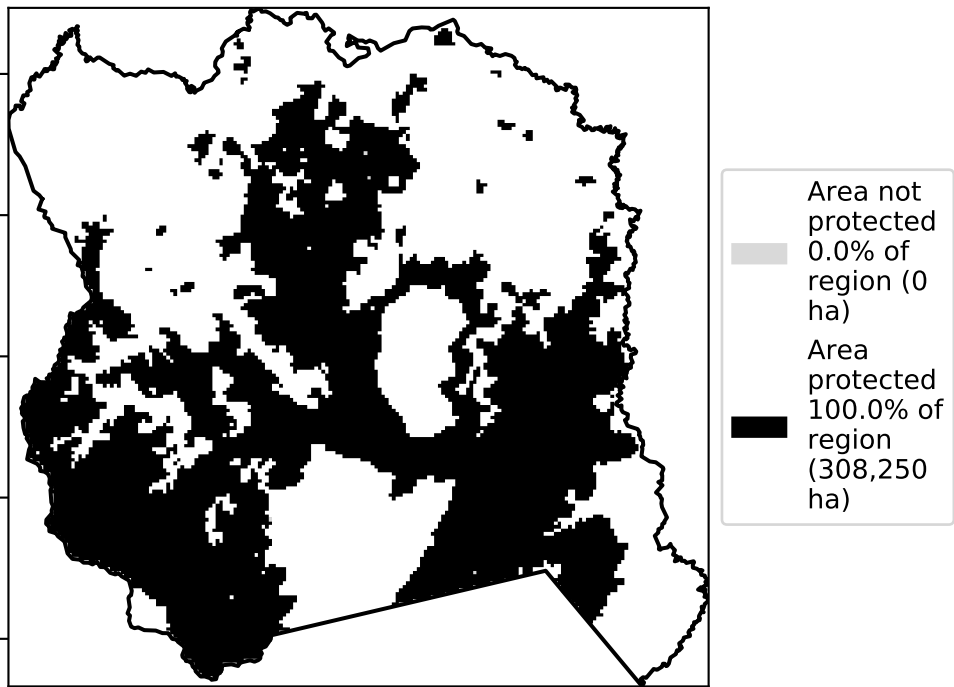 Area not
protected
0.0% of
region (0
ha)
Area
protected
100.0% of
region
(308,250
ha)